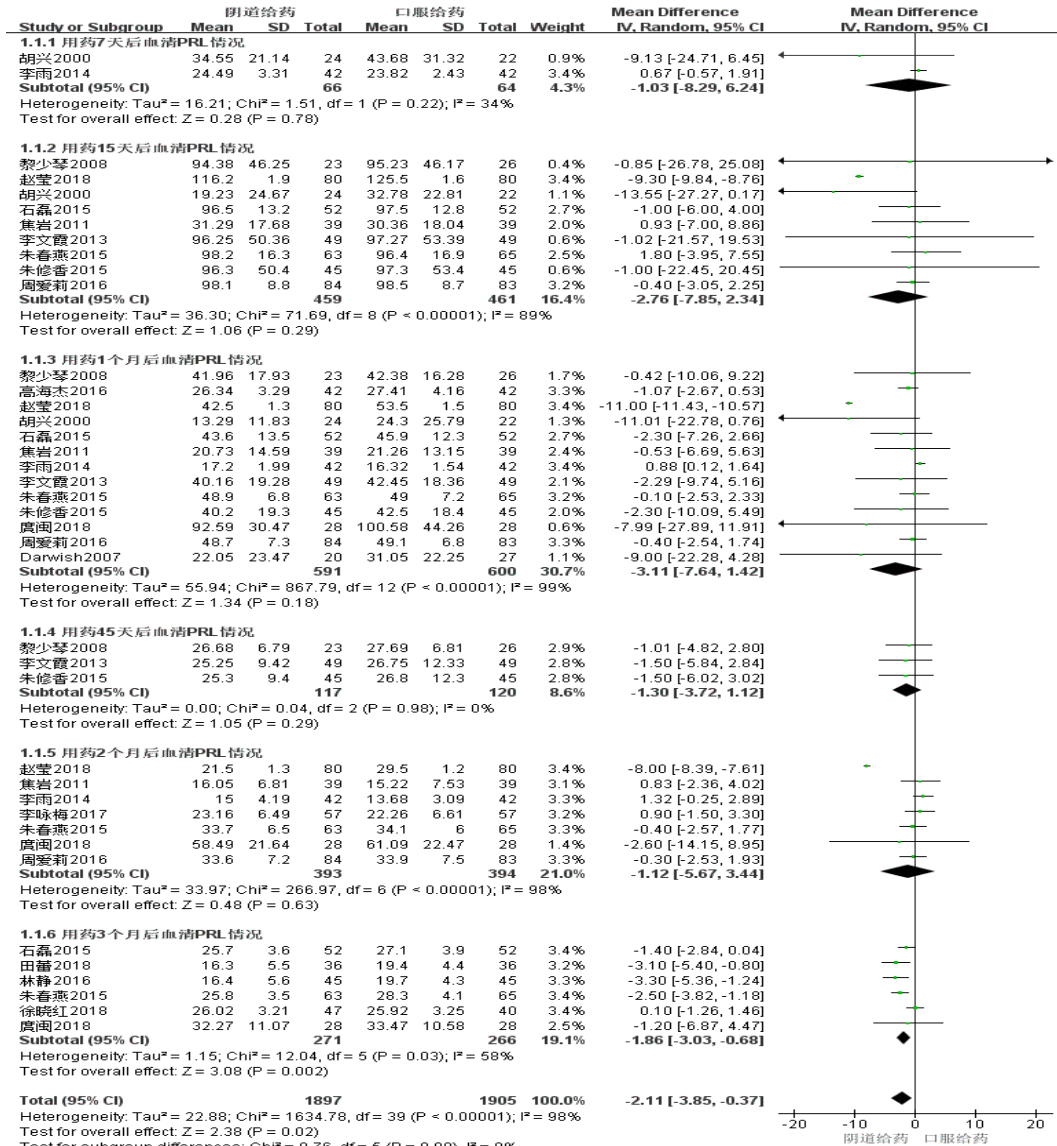 阴道给药 口服给药 Mean Difference Mean Difference
Study or Subgroup Mean SD Total Mean SD Total Weight IV, Random, 95% CI IV, Random, 95% CI
1.1.1 用药7天后血清PRL情况
胡兴2000 34.55 21.14 24 43.68 31.32 22 0.9% -9.13 [-24.71, 6.45]
李雨2014 24.49 3.31 42 23.82 2.43 42 3.4% 0.67 [-0.57, 1.91]
Subtotal (95% CI) 66 64 4.3% -1.03 [-8.29, 6.24]
Heterogeneity: Tau² = 16.21; Chi² = 1.51, df = 1 (P = 0.22); I² = 34%
Test for overall effect: Z = 0.28 (P = 0.78)
1.1.2 用药15天后血清PRL情况
黎少琴2008 94.38 46.25 23 95.23 46.17 26 0.4% -0.85 [-26.78, 25.08]
赵莹2018 116.2 1.9 80 125.5 1.6 80 3.4% -9.30 [-9.84, -8.76]
胡兴2000 19.23 24.67 24 32.78 22.81 22 1.1% -13.55 [-27.27, 0.17]
石磊2015 96.5 13.2 52 97.5 12.8 52 2.7% -1.00 [-6.00, 4.00]
焦岩2011 31.29 17.68 39 30.36 18.04 39 2.1% 0.93 [-7.00, 8.86]
李文霞2013 96.25 50.36 49 97.27 53.39 49 0.6% -1.02 [-21.57, 19.53]
朱春燕2015 98.2 16.3 63 96.4 16.9 65 2.5% 1.80 [-3.95, 7.55]
朱修香2015 96.3 50.4 45 97.3 53.4 45 0.5% -1.00 [-22.45, 20.45]
周爱莉2016 98.1 8.8 84 98.5 8.7 83 3.2% -0.40 [-3.05, 2.25]
Subtotal (95% CI) 459 461 16.4% -2.76 [-7.85, 2.34]
Heterogeneity: Tau² = 36.30; Chi² = 71.69, df = 8 (P < 0.00001); I² = 89%
Test for overall effect: Z = 1.06 (P = 0.29)
1.1.3 用药1个月后血清PRL情况
黎少琴2008 41.96 17.93 23 42.38 16.28 26 1.7% -0.42 [-10.06, 9.22]
高海杰2016 26.34 3.29 42 27.41 4.16 42 3.3% -1.07 [-2.67, 0.53]
赵莹2018 42.5 1.3 80 53.5 1.5 80 3.4% -11.00 [-11.43, -10.57]
胡兴2000 13.29 11.83 24 24.3 25.79 22 1.3% -11.01 [-22.78, 0.76]
石磊2015 43.6 13.5 52 45.9 12.3 52 2.7% -2.30 [-7.26, 2.66]
焦岩2011 20.73 14.59 39 21.26 13.15 39 2.4% -0.53 [-6.69, 5.63]
李雨2014 17.2 1.99 42 16.32 1.54 42 3.4% 0.88 [0.12, 1.64]
李文霞2013 40.16 19.28 49 42.45 18.36 49 2.1% -2.29 [-9.74, 5.16]
朱春燕2015 48.9 6.8 63 49 7.2 65 3.2% -0.10 [-2.53, 2.33]
朱修香2015 40.2 19.3 45 42.5 18.4 45 2.1% -2.30 [-10.09, 5.49]
闽2018 92.59 30.47 28 100.58 44.26 28 0.6% -7.99 [-27.89, 11.91]
周爱莉2016 48.7 7.3 84 49.1 6.8 83 3.3% -0.40 [-2.54, 1.74]
Darwish2007 22.05 23.47 20 31.05 22.25 27 1.1% -9.00 [-22.28, 4.28]
Subtotal (95% CI) 591 600 30.7% -3.11 [-7.64, 1.42]
Heterogeneity: Tau² = 55.94; Chi² = 867.79, df = 12 (P < 0.00001); I² = 99%
Test for overall effect: Z = 1.34 (P = 0.18)
1.1.4 用药45天后血清PRL情况
黎少琴2008 26.68 6.79 23 27.69 6.81 26 2.9% -1.01 [-4.82, 2.80]
李文霞2013 25.25 9.42 49 26.75 12.33 49 2.8% -1.50 [-5.84, 2.84]
朱修香2015 25.3 9.4 45 26.8 12.3 45 2.8% -1.50 [-6.02, 3.02]
Subtotal (95% CI) 117 120 8.6% -1.30 [-3.72, 1.12]
Heterogeneity: Tau² = 0.00; Chi² = 0.04, df = 2 (P = 0.98); I² = 0%
Test for overall effect: Z = 1.05 (P = 0.29)
1.1.5 用药2个月后血清PRL情况
赵莹2018 21.5 1.3 80 29.5 1.2 80 3.4% -8.00 [-8.39, -7.61]
焦岩2011 16.05 6.81 39 15.22 7.53 39 3.1% 0.83 [-2.36, 4.02]
李雨2014 15 4.19 42 13.68 3.09 42 3.3% 1.32 [-0.25, 2.89]
李咏梅2017 23.16 6.49 57 22.26 6.61 57 3.2% 0.90 [-1.50, 3.30]
朱春燕2015 33.7 6.5 63 34.1 6 65 3.3% -0.40 [-2.57, 1.77]
闽2018 58.49 21.64 28 61.09 22.47 28 1.4% -2.60 [-14.15, 8.95]
周爱莉2016 33.6 7.2 84 33.9 7.5 83 3.3% -0.30 [-2.53, 1.93]
Subtotal (95% CI) 393 394 21.0% -1.12 [-5.67, 3.44]
Heterogeneity: Tau² = 33.97; Chi² = 266.97, df = 6 (P < 0.00001); I² = 98%
Test for overall effect: Z = 0.48 (P = 0.63)
1.1.6 用药3个月后血清PRL情况
石磊2015 25.7 3.6 52 27.1 3.9 52 3.4% -1.40 [-2.84, 0.04]
田蕾2018 16.3 5.5 36 19.4 4.4 36 3.2% -3.10 [-5.40, -0.80]
林静2016 16.4 5.6 45 19.7 4.3 45 3.3% -3.30 [-5.36, -1.24]
朱春燕2015 25.8 3.5 63 28.3 4.1 65 3.4% -2.50 [-3.82, -1.18]
徐晓红2018 26.02 3.21 47 25.92 3.25 40 3.4% 0.10 [-1.26, 1.46]
闽2018 32.27 11.07 28 33.47 10.58 28 2.5% -1.20 [-6.87, 4.47]
Subtotal (95% CI) 271 266 19.1% -1.86 [-3.03, -0.68]
Heterogeneity: Tau² = 1.15; Chi² = 12.04, df = 5 (P = 0.03); I² = 58%
Test for overall effect: Z = 3.08 (P = 0.002)
Total (95% CI) 1897 1905 100.0% -2.11 [-3.85, -0.37]
Heterogeneity: Tau² = 22.88; Chi² = 1634.78, df = 39 (P < 0.00001); I² = 98%
Test for overall effect: Z = 2.38 (P = 0.02)
-20 -10 0 10 20
阴道给药 口服给药